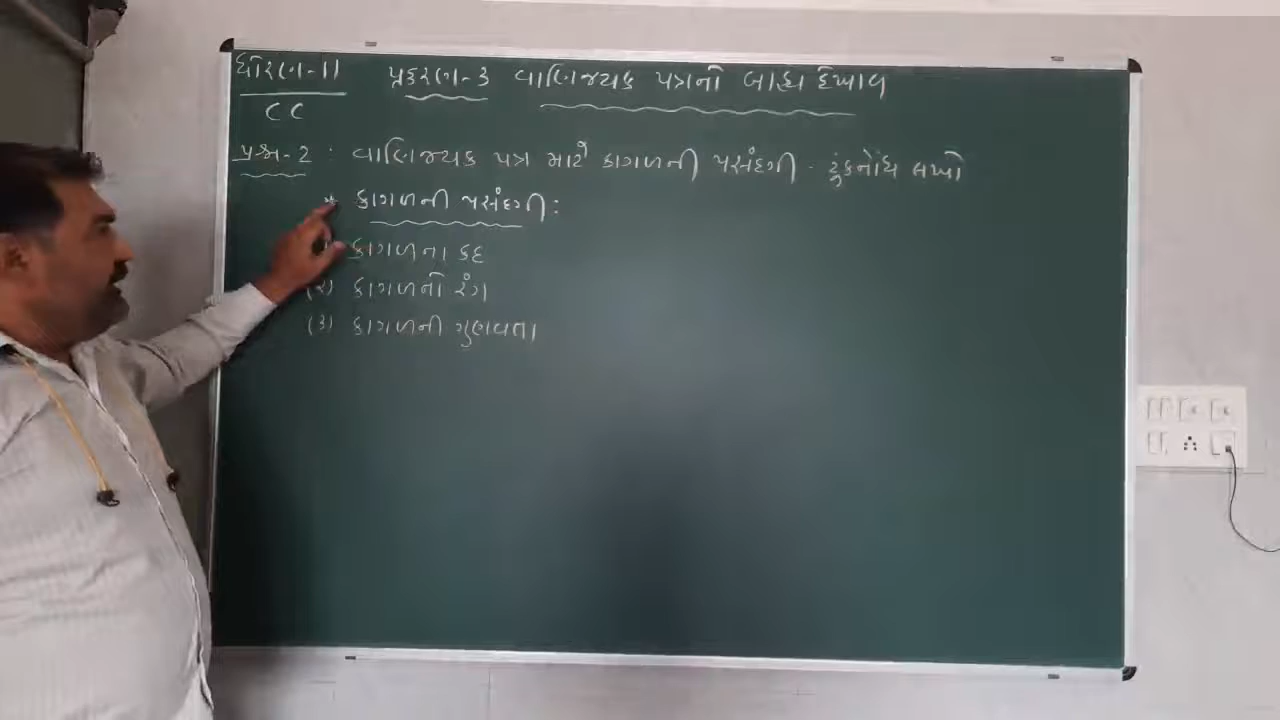 ધોરણ-11 પ્રકરણ-3 વાણિજ્યક પત્રનો બાહ્ય દેખાવ
CC
પ્રશ્ન-2 : વાણિજ્યક પત્ર માટે કાગળની પસંદગી - ટુંકનોંધ લખો
* કાગળની પસંદગી :
કાગળના કદ
(૨) કાગળનો રંગ
(૩) કાગળની ગુણવતા